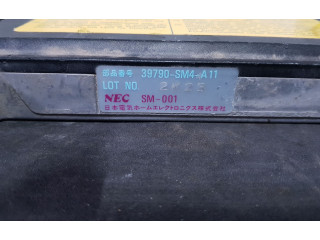 部品番号 39790-SM4-A11
LOT NO.
NEC SM-001
日本電気ホームエレクトロニクス株式会社